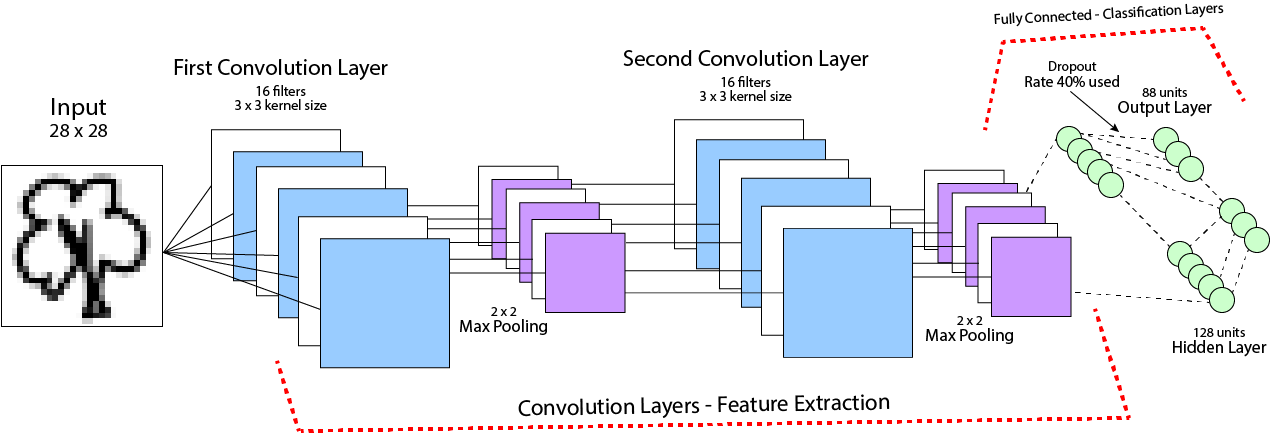 Fully Connected - Classification Layers
First Convolution Layer
16 filters
3 x 3 kernel size
Second Convolution Layer
16 filters
3 x 3 kernel size
Dropout
Rate 40% used
88 units
Output Layer
Input
28 x 28
2 x 2
Max Pooling
2 x 2
Max Pooling
128 units
Hidden Layer
Convolution Layers - Feature Extraction